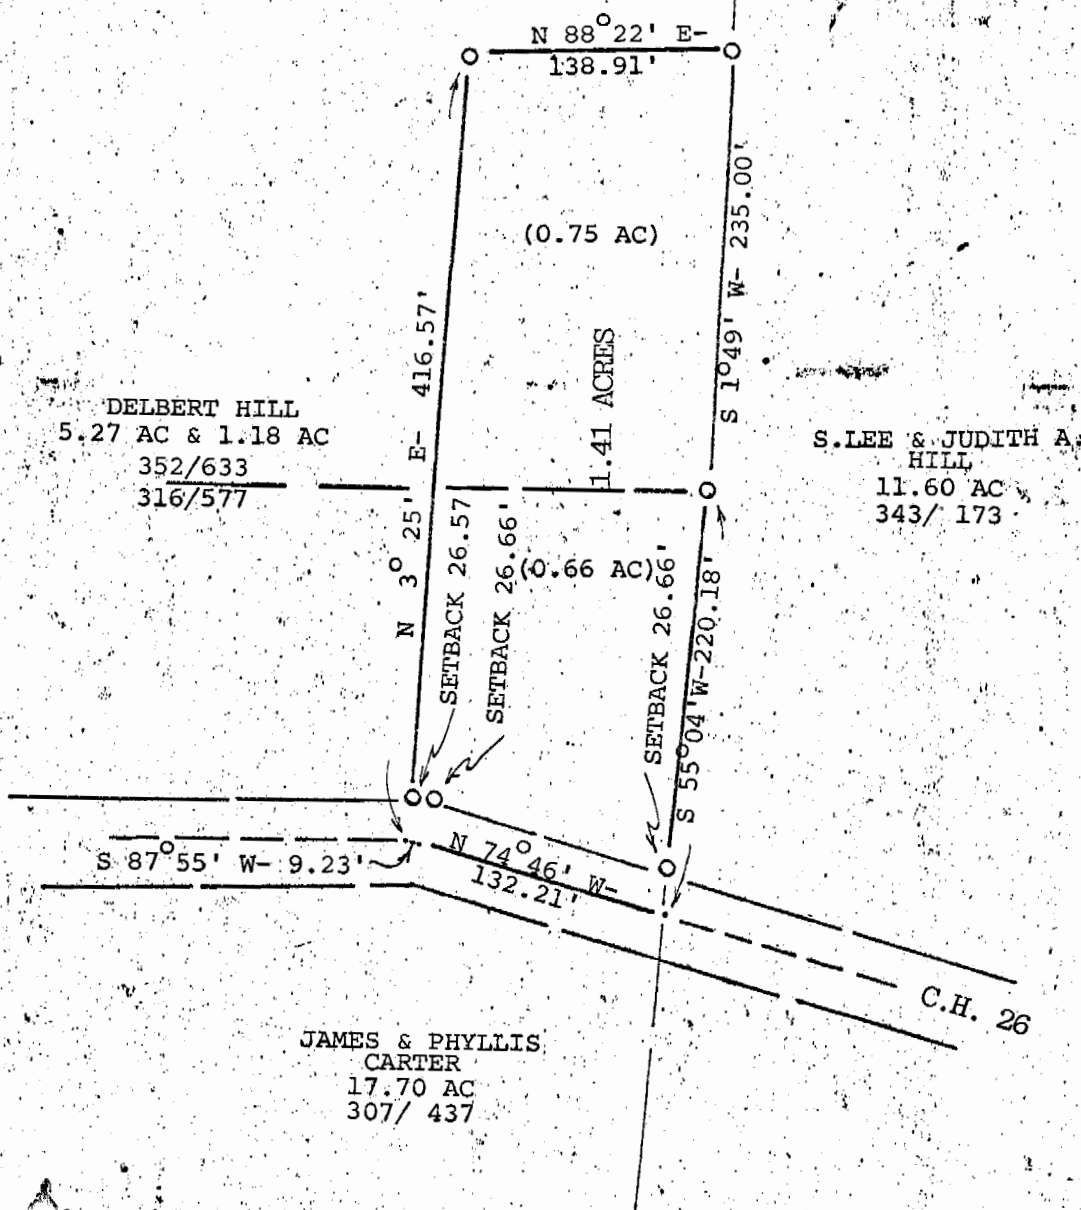 N 88°22' E-
138.91'
S 1°49' W- 235.00'
(0.75 AC)
N 3° 25' E- 416.57'
1.41 ACRES
DELBERT HILL
5.27 AC & 1.18 AC
352/633
316/577
S.LEE & JUDITH A.
HILL
11.60 AC
343/ 173
SETBACK 26.57
SETBACK 26.66'
(0.66 AC)
SETBACK 26.66'
S 55°04'W-220.18'
S 87°55' W- 9.23'
N 74°46' W-
132.21'
C.H. 26
JAMES & PHYLLIS
CARTER
17.70 AC
307/ 437